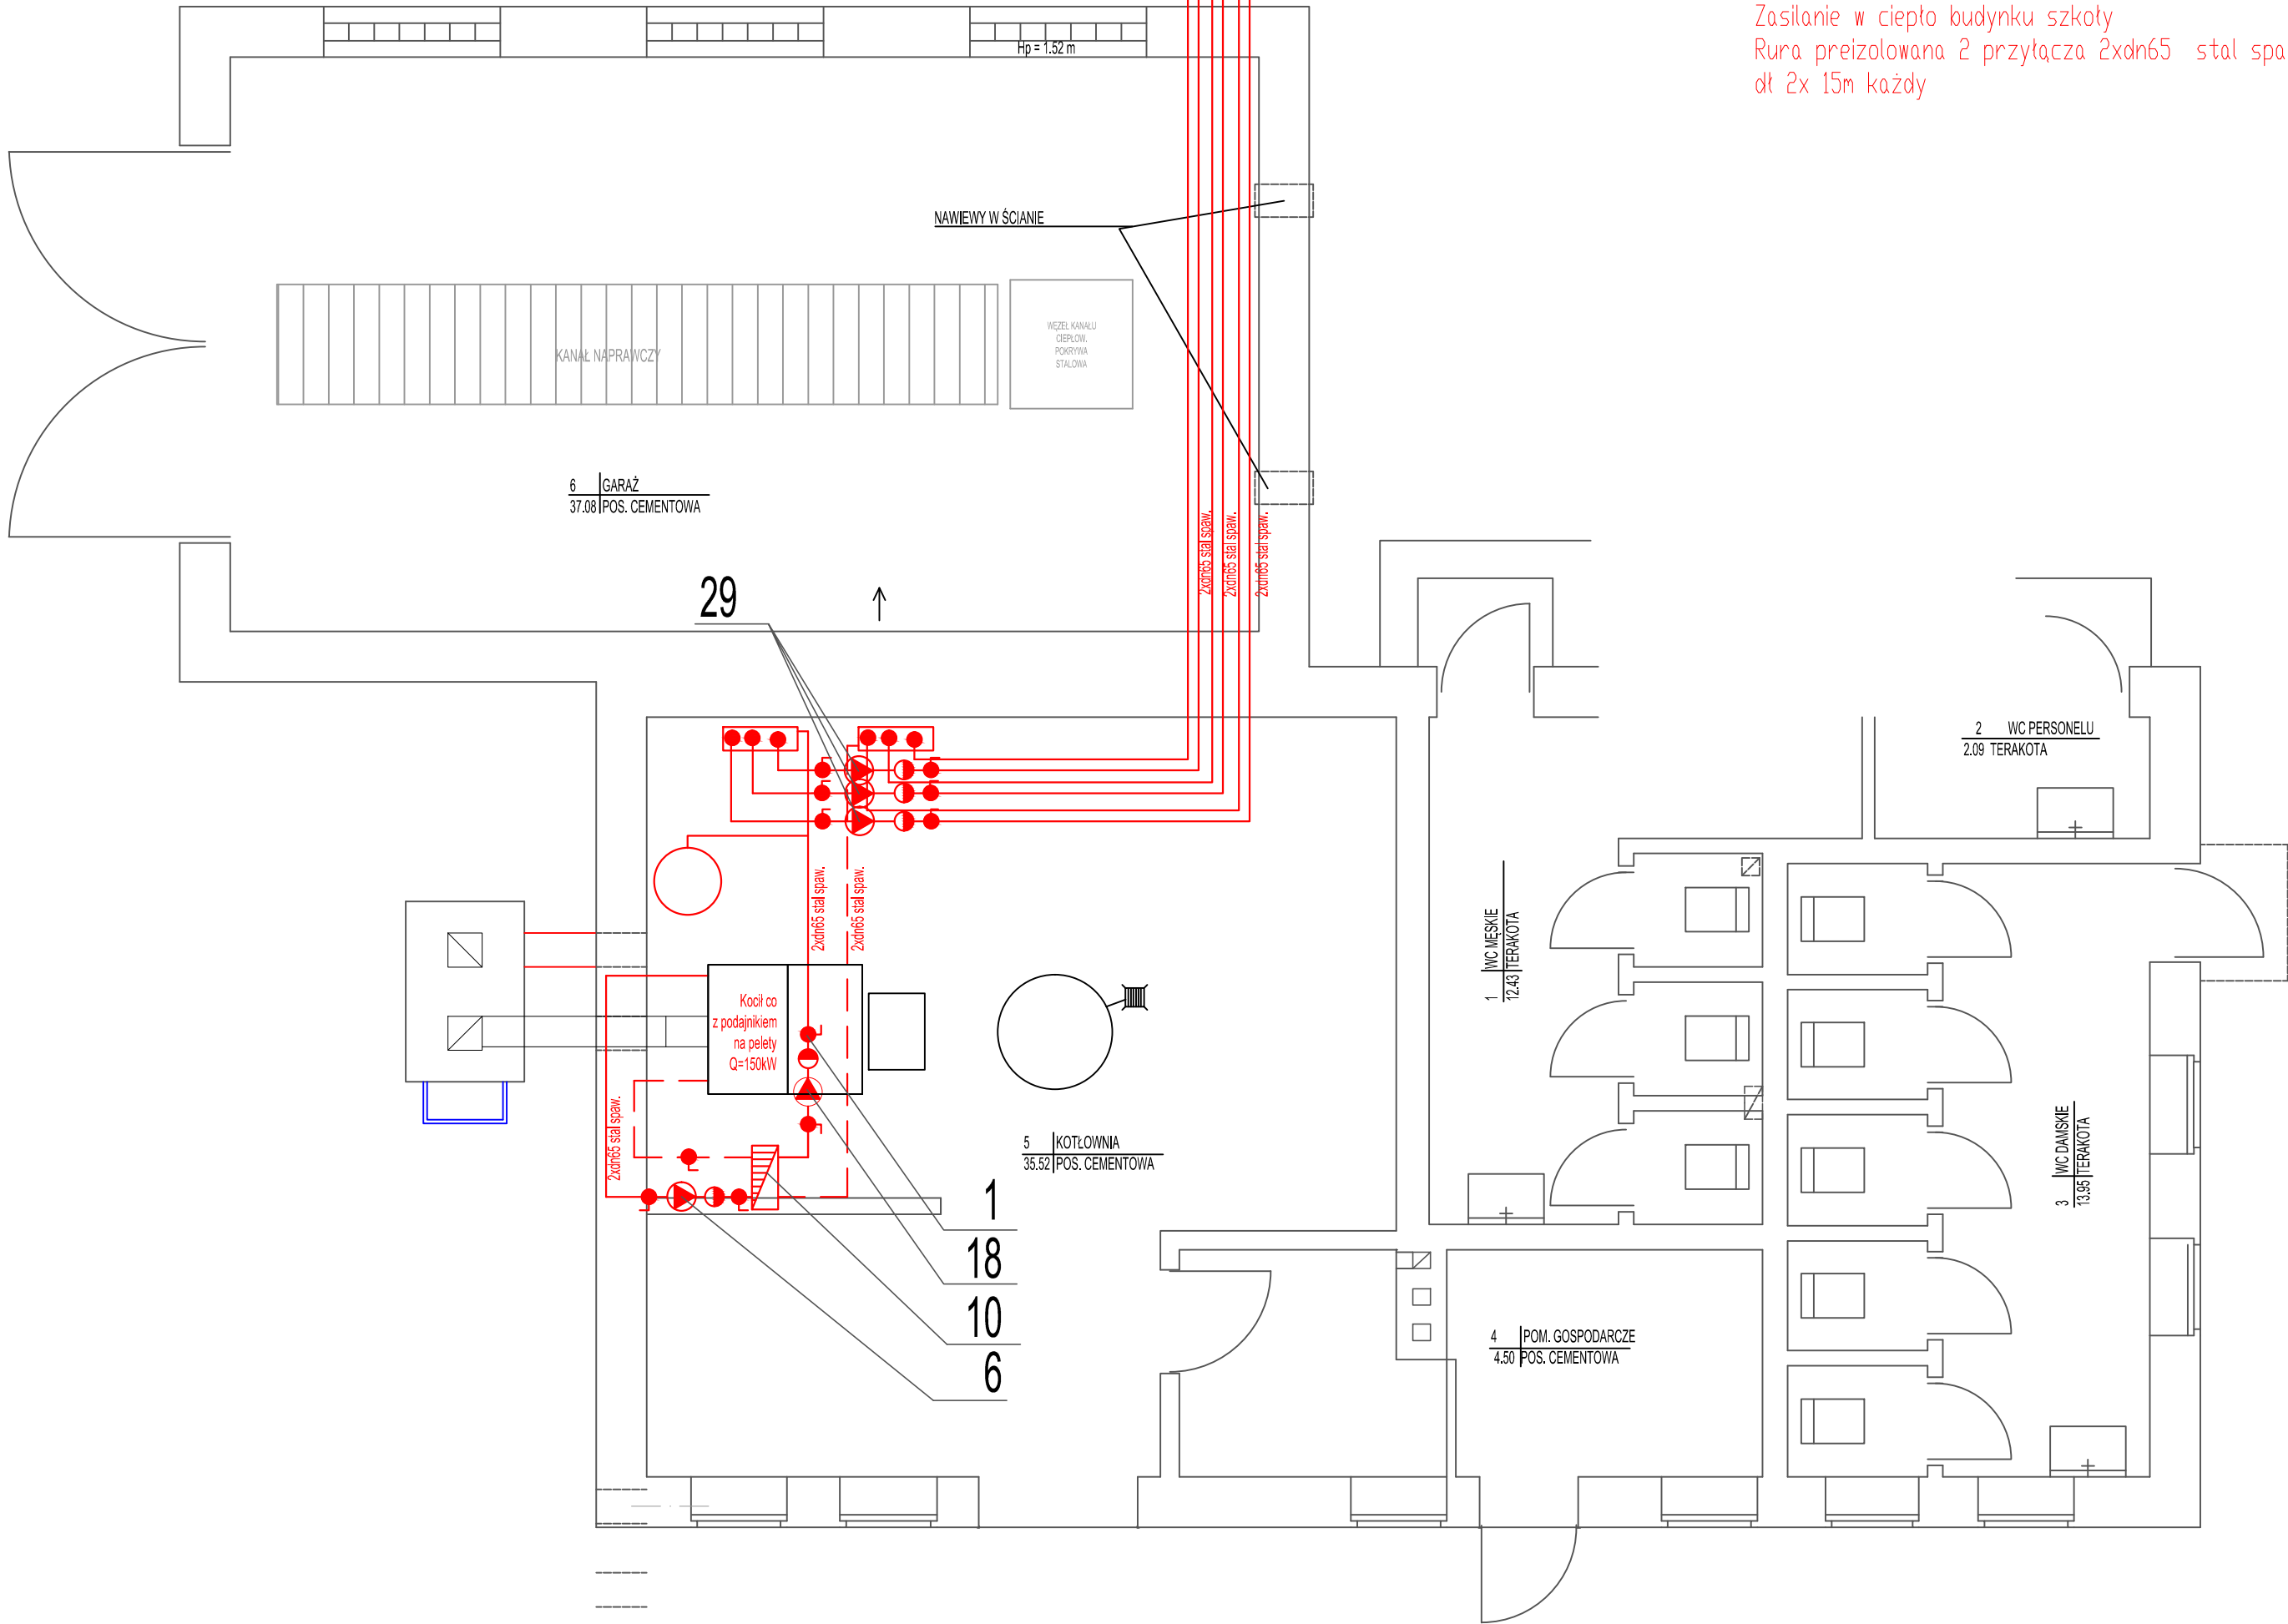 Zasilanie w ciepło budynku szkoły
Rura preizolowana 2 przyłącza 2xdn65 stal spa
dł 2x 15m każdy
Hp = 1.52 m
NAWIEWY W ŚCIANIE
KANAŁ NAPRAWCZY
WĘZEŁ KANAŁU
CIEPŁOW.
POKRYWA
STALOWA
6 GARAŻ
37.08 POS. CEMENTOWA
2xdn65 stal spaw.
2xdn65 stal spaw.
2xdn65 stal spaw.
29
2 WC PERSONELU
2.09 TERAKOTA
2xdn65 stal spaw.
2xdn65 stal spaw.
1 WC MĘSKIE
12.43 TERAKOTA
Kocił co
z podajnikiem
na pelety
Q=150kW
2xdn65 stal spaw.
5 KOTŁOWNIA
35.52 POS. CEMENTOWA
3 WC DAMSKIE
13.95 TERAKOTA
1
18
10
6
4 POM. GOSPODARCZE
4.50 POS. CEMENTOWA